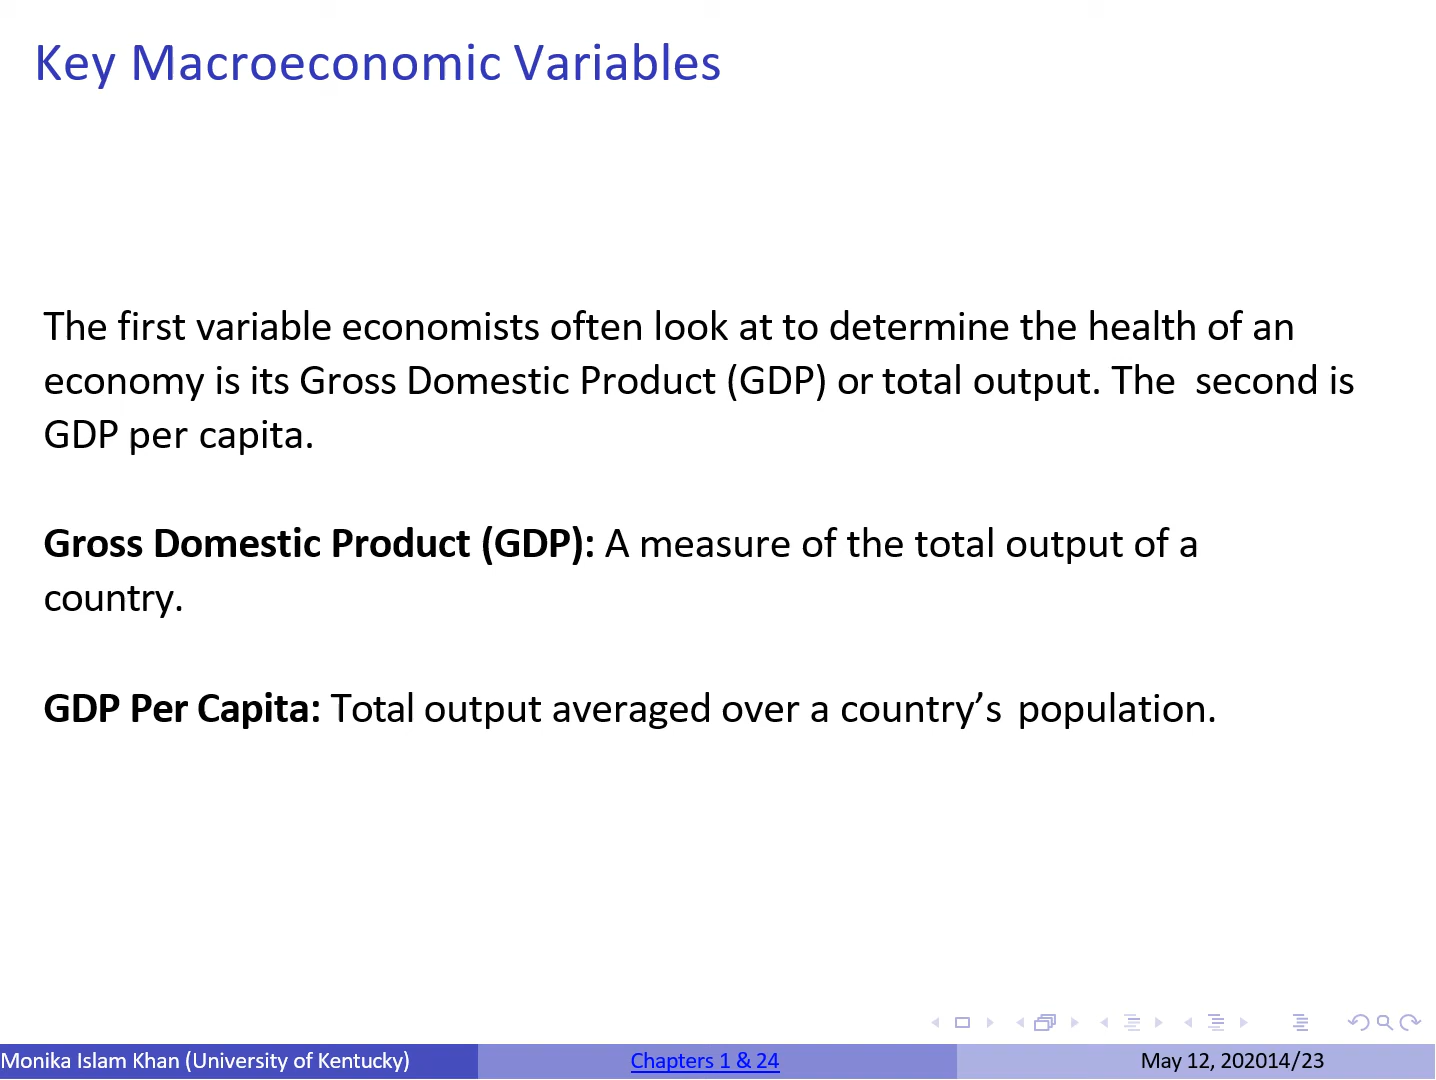 Key Macroeconomic Variables
The first variable economists often look at to determine the health of an
economy is its Gross Domestic Product (GDP) or total output. The second is
GDP per capita.
Gross Domestic Product (GDP): A measure of the total output of a
country.
GDP Per Capita: Total output averaged over a country’s population.
Monika Islam Khan (University of Kentucky) Chapters 1 & 24 May 12, 202014/23